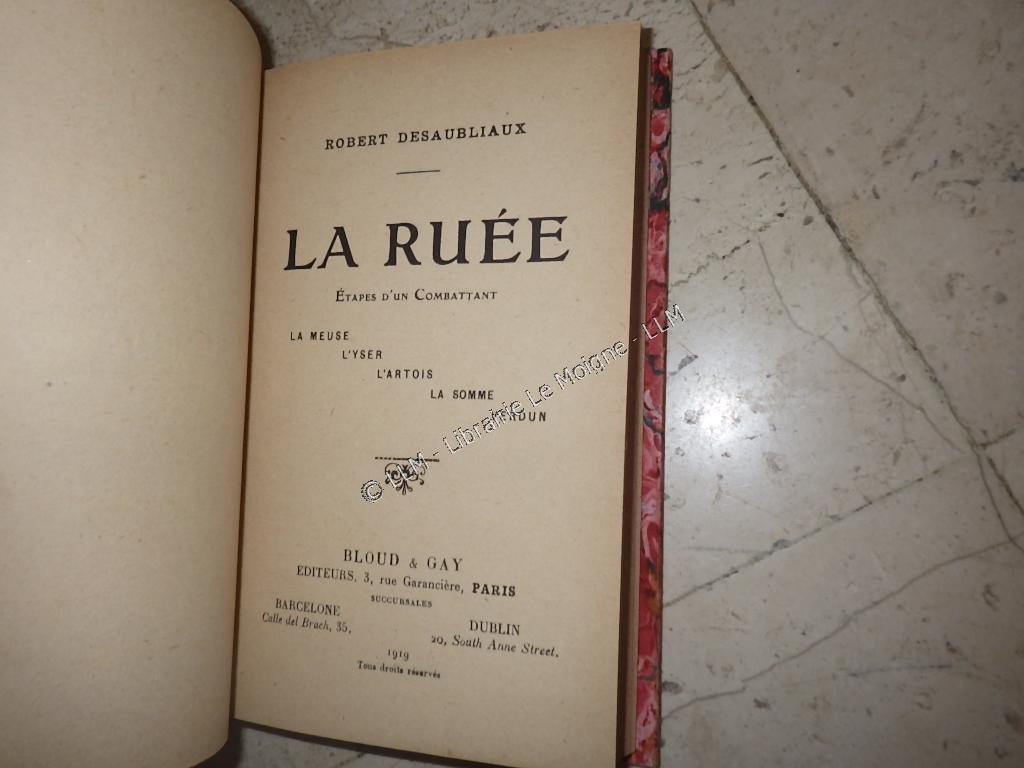 ROBERT DESAUBLIAUX
LA RUÉE
ÉTAPES D'UN COMBATTANT
LA MEUSE
L'YSER
L'ARTOIS
LA SOMME
VERDUN
© LLM - Librairie Le Moigne - LLM
BLOUD & GAY
EDITEURS, 3, rue Garancière, PARIS
SUCCURSALES
BARCELONE
Calle del Bruch, 35.
DUBLIN
20, South Anne Street.
1919
Tous droits réservés